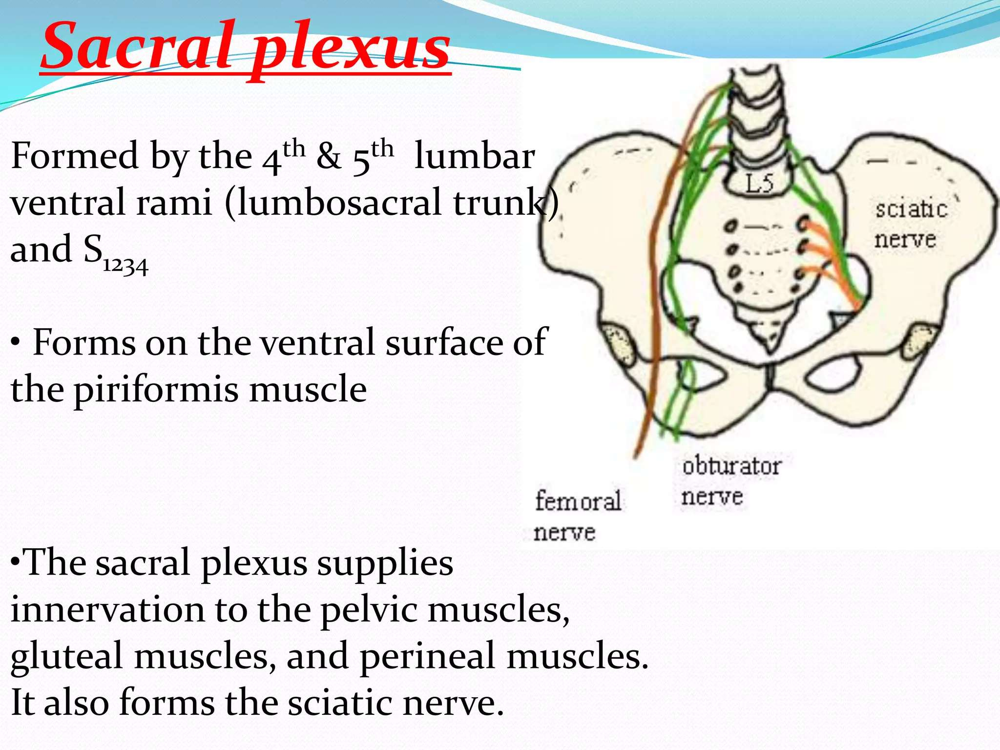 Sacral plexus
Formed by the 4th & 5th lumbar
ventral rami (lumbosacral trunk)
and S1234
• Forms on the ventral surface of
the piriformis muscle
•The sacral plexus supplies
innervation to the pelvic muscles,
gluteal muscles, and perineal muscles.
It also forms the sciatic nerve.
L5
sciatic
nerve
obturator
nerve
femoral
nerve